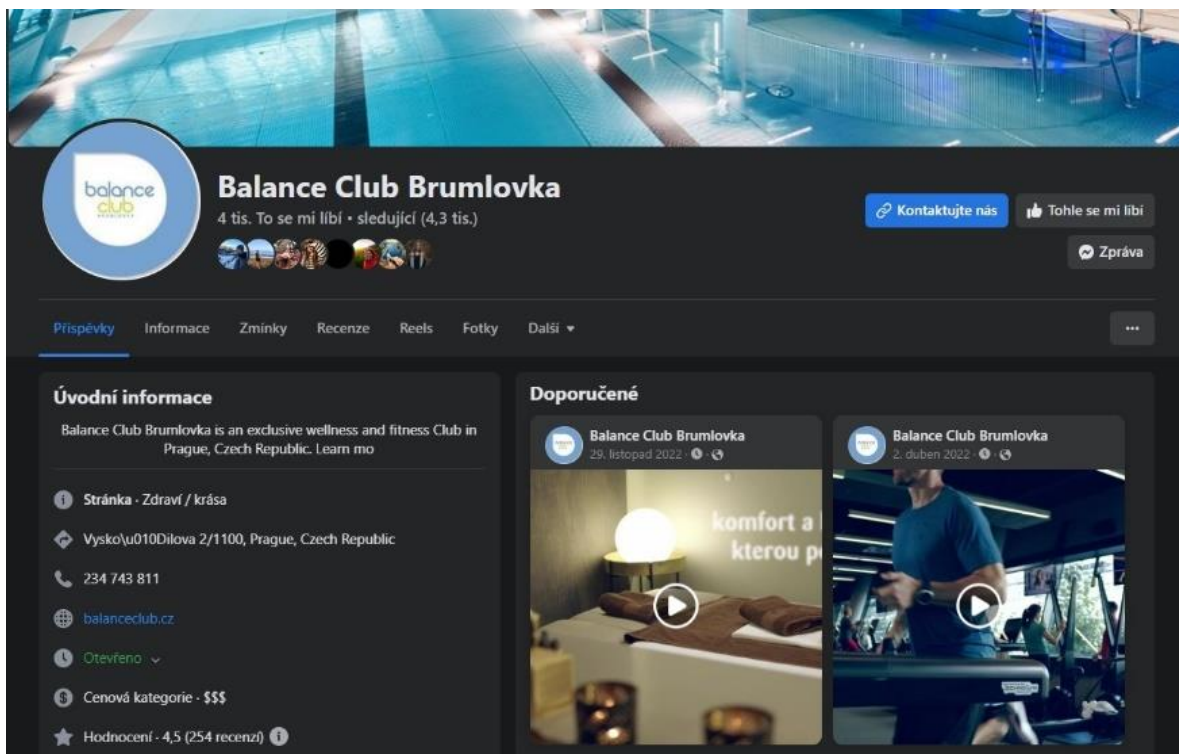 balance
club
BRUMLOVKA
Balance Club Brumlovka
4 tis. To se mi líbí • sledující (4,3 tis.)
Kontaktujte nás
Tohle se mi líbí
Zpráva
Příspěvky Informace Zmínky Recenze Reels Fotky Další
Úvodní informace
Balance Club Brumlovka is an exclusive wellness and fitness Club in
Prague, Czech Republic. Learn mo
Stránka · Zdraví / krása
Vysko\u010Dilova 2/1100, Prague, Czech Republic
234 743 811
balanceclub.cz
Otevřeno
Cenová kategorie · $$$
Hodnocení · 4,5 (254 recenzí)
Doporučené
Balance Club Brumlovka
29. listopad 2022
komfort a
kterou p
Balance Club Brumlovka
2. duben 2022